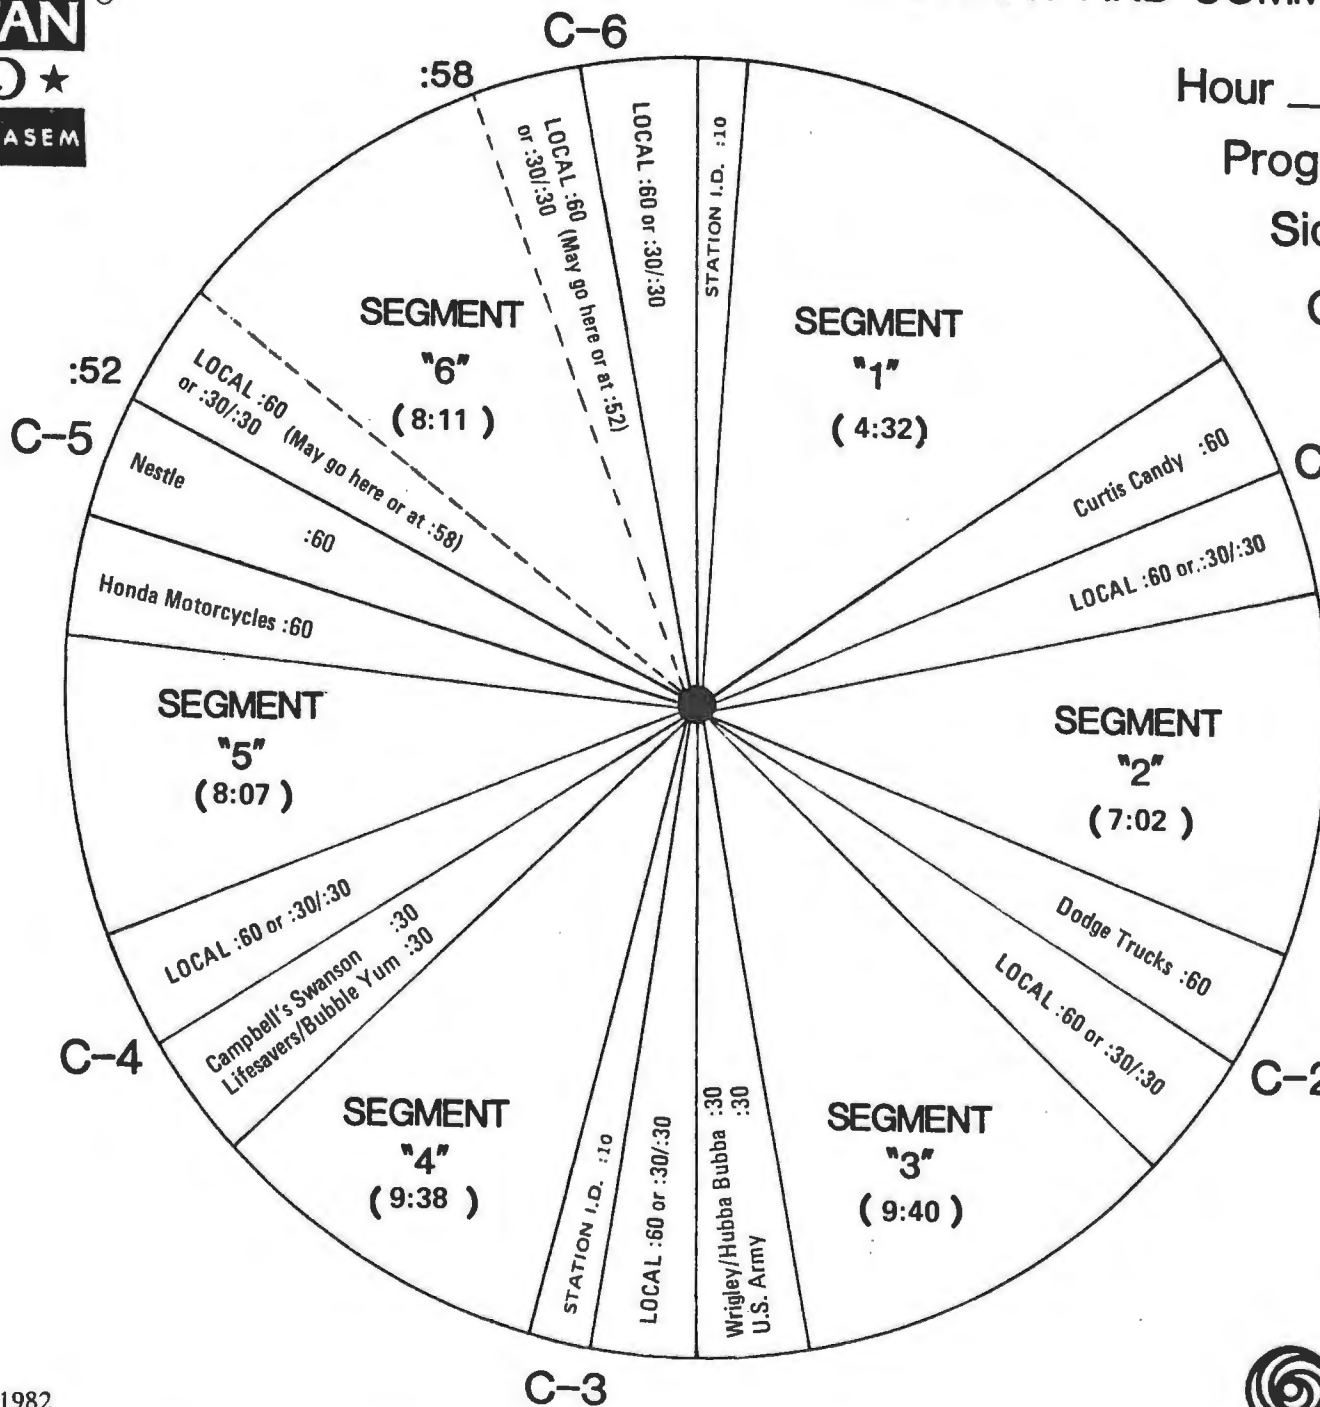 C-6
:58
ASEM
Hour
STATION I.D. :10
SEGMENT
"1"
(4:32)
Curtis Candy :60
LOCAL :60 or :30/:30
SEGMENT
"2"
(7:02)
Dodge Trucks :60
LOCAL :60 or :30/:30
C-2
SEGMENT
"3"
(9:40)
Wrigley/Hubba Bubba :30
U.S. Army :30
LOCAL :60 or :30/:30
STATION I.D. :10
C-3
SEGMENT
"4"
(9:38)
Campbell's Swanson :30
Lifesavers/Bubble Yum :30
LOCAL :60 or :30/:30
C-4
SEGMENT
"5"
(8:07)
Honda Motorcycles :60
Nestle :60
C-5
:52
LOCAL :60 (May go here or at :58)
or :30/:30
SEGMENT
"6"
(8:11)
LOCAL :60
or :30/:30 (May go here or at :52)
LOCAL :60 or :30/:30
1982